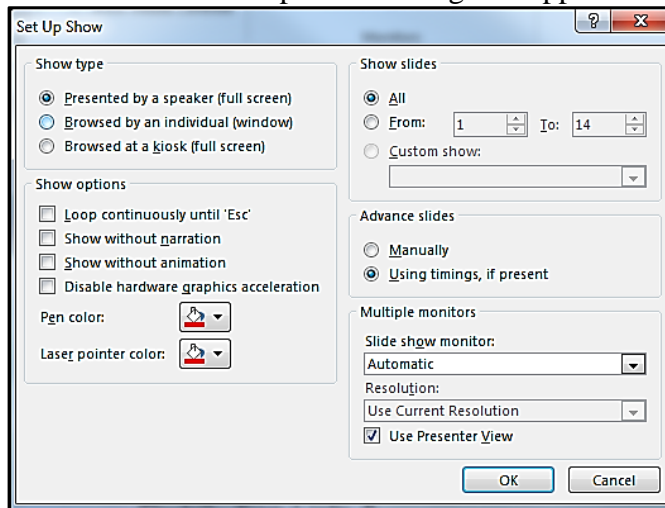 Set Up Show
Show type
Presented by a speaker (full screen)
Browsed by an individual (window)
Browsed at a kiosk (full screen)
Show options
Loop continuously until 'Esc'
Show without narration
Show without animation
Disable hardware graphics acceleration
Pen color:
Laser pointer color:
Show slides
All
From: 1 To: 14
Custom show:
Advance slides
Manually
Using timings, if present
Multiple monitors
Slide show monitor:
Automatic
Resolution:
Use Current Resolution
Use Presenter View
OK Cancel